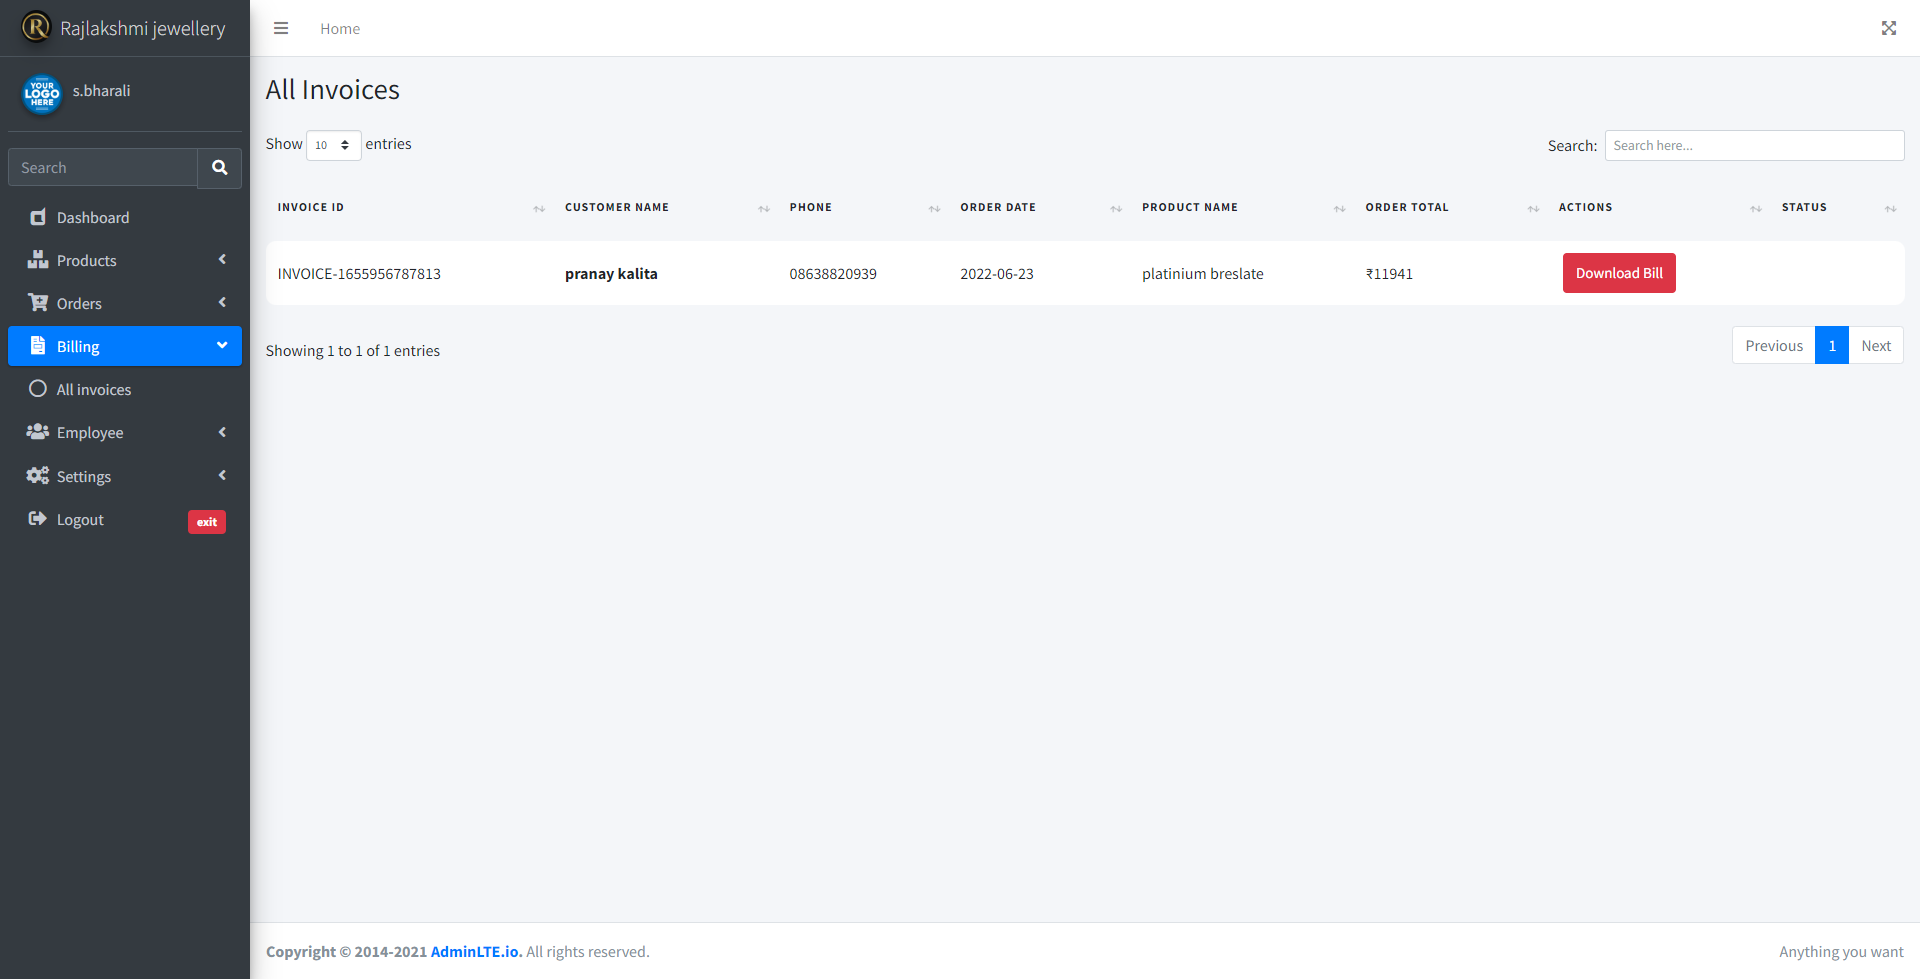 Rajlakshmi jewellery
Home
YOUR LOGO HERE
s.bharali
Search
Dashboard
Products
Orders
Billing
All invoices
Employee
Settings
Logout
exit
All Invoices
Show 10 entries
Search: Search here...
INVOICE ID CUSTOMER NAME PHONE ORDER DATE PRODUCT NAME ORDER TOTAL ACTIONS STATUS
INVOICE-1655956787813 pranay kalita 08638820939 2022-06-23 platinium breslate ₹11941 Download Bill
Showing 1 to 1 of 1 entries
Previous 1 Next
Copyright © 2014-2021 AdminLTE.io. All rights reserved.
Anything you want